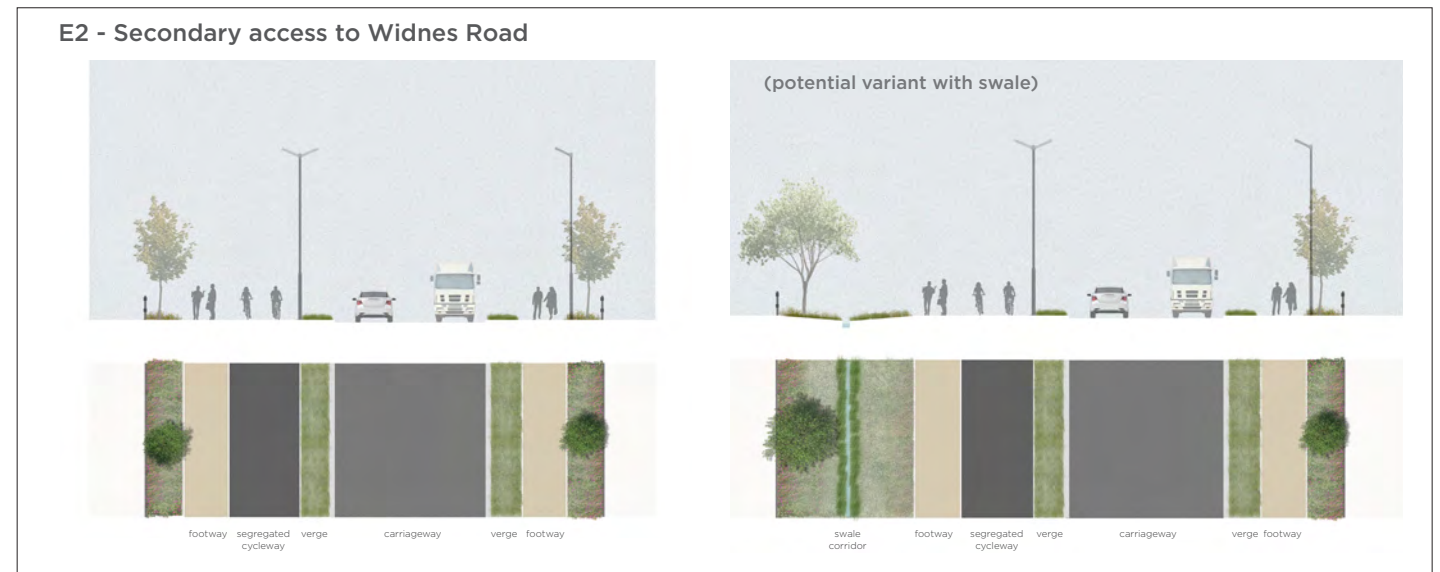 E2 - Secondary access to Widnes Road
(potential variant with swale)
footway segregated cycleway verge carriageway verge footway
swale corridor footway segregated cycleway verge carriageway verge footway